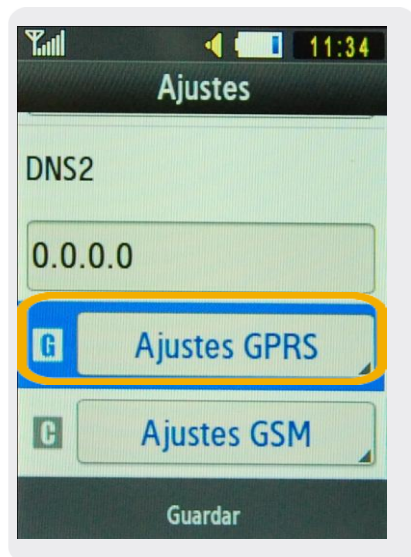 11:34
Ajustes
DNS2
0.0.0.0
G Ajustes GPRS
C Ajustes GSM
Guardar